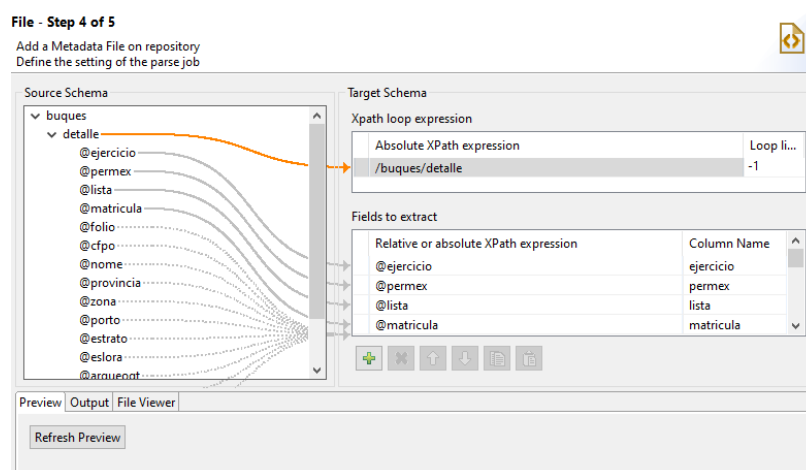 File - Step 4 of 5
Add a Metadata File on repository
Define the setting of the parse job
Source Schema
buques
detalle
@ejercicio
@permex
@lista
@matricula
@folio
@cfpo
@nome
@provincia
@zona
@porto
@estrato
@eslora
@arqueogt
Target Schema
Xpath loop expression
Absolute XPath expression Loop li...
/buques/detalle -1
Fields to extract
Relative or absolute XPath expression Column Name
@ejercicio ejercicio
@permex permex
@lista lista
@matricula matricula
Preview Output File Viewer
Refresh Preview